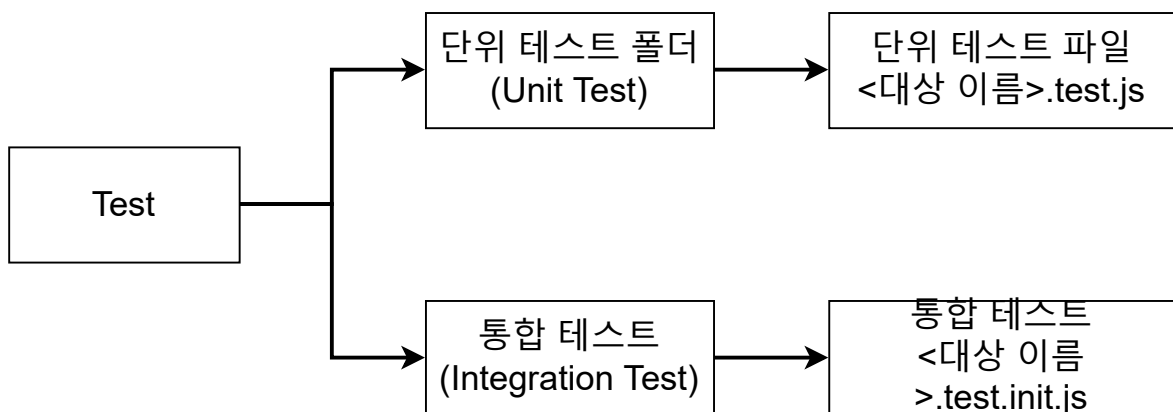 단위 테스트 폴더
(Unit Test)
단위 테스트 파일
<대상 이름>.test.js
Test
통합 테스트
(Integration Test)
통합 테스트
<대상 이름
>.test.init.js